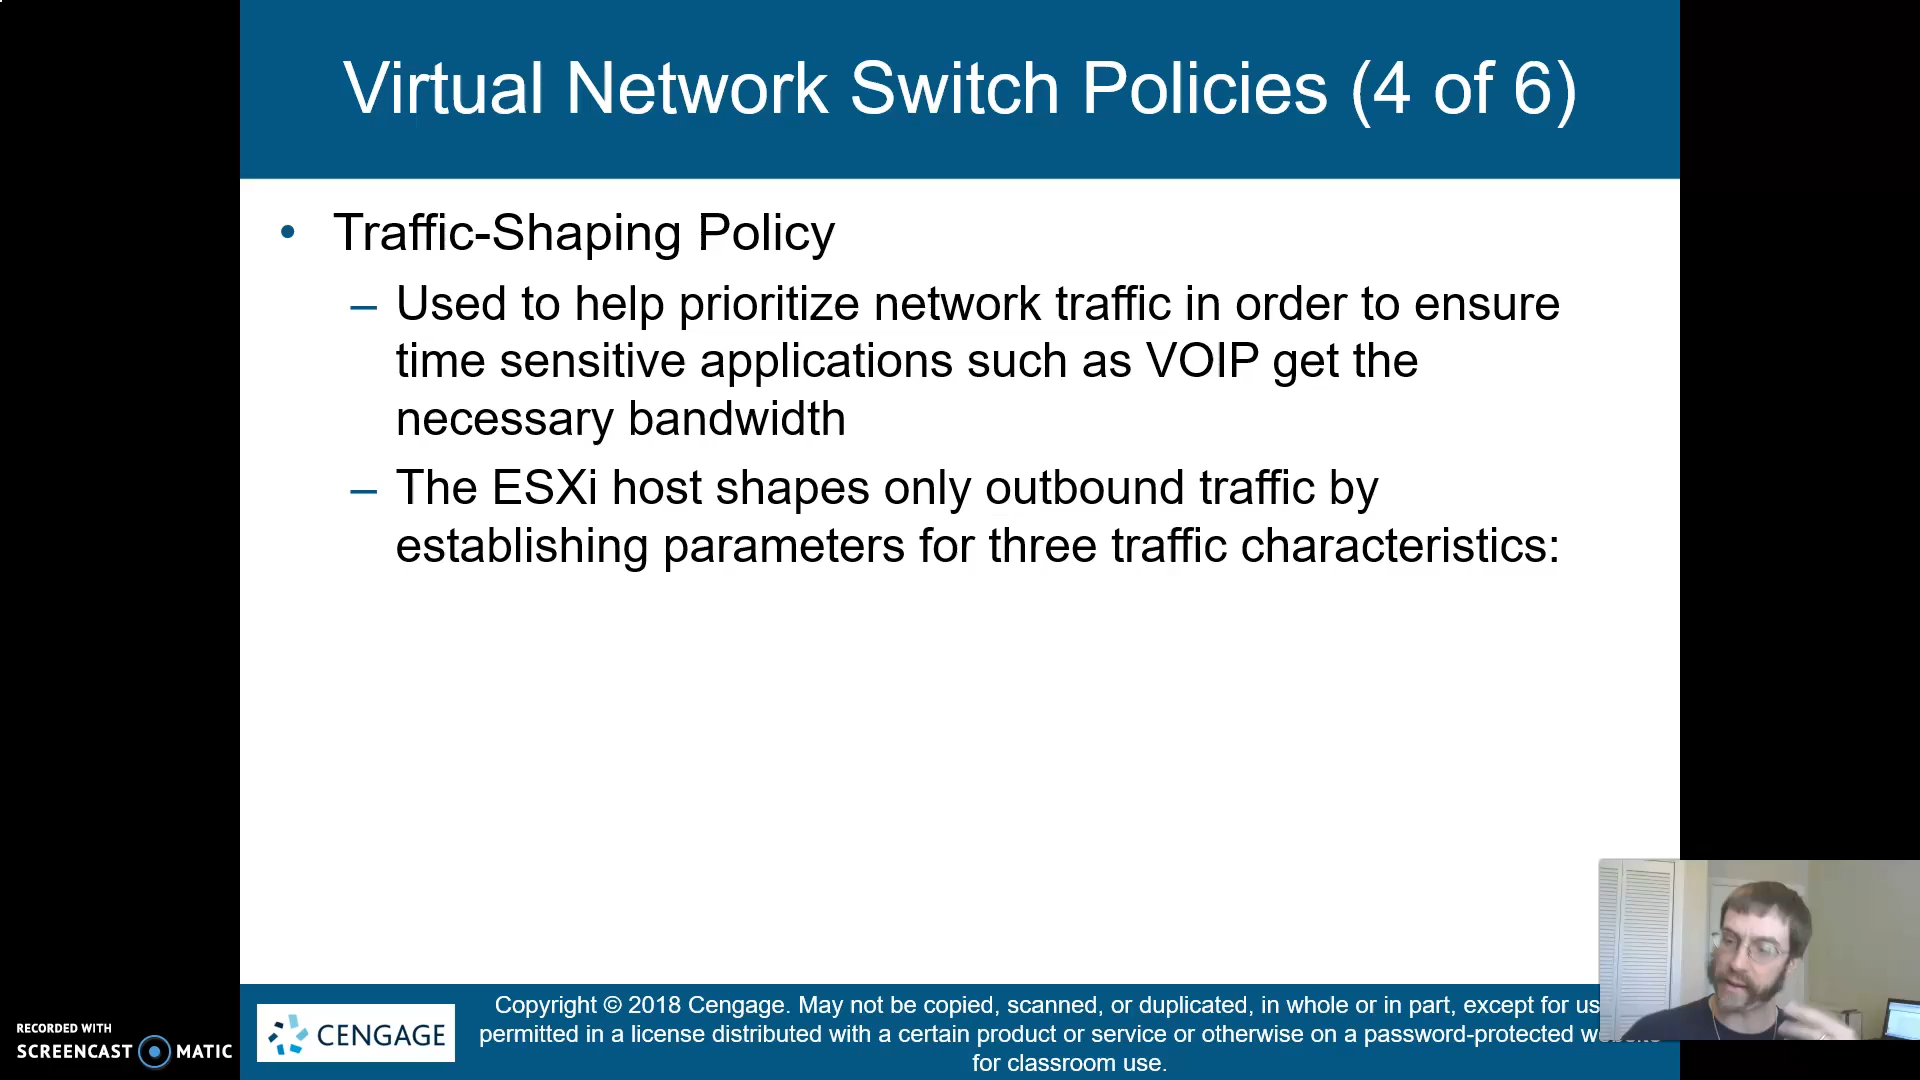 Virtual Network Switch Policies (4 of 6)
• Traffic-Shaping Policy
– Used to help prioritize network traffic in order to ensure
time sensitive applications such as VOIP get the
necessary bandwidth
– The ESXi host shapes only outbound traffic by
establishing parameters for three traffic characteristics:
RECORDED WITH
SCREENCAST MATIC
CENGAGE
Copyright © 2018 Cengage. May not be copied, scanned, or duplicated, in whole or in part, except for us
permitted in a license distributed with a certain product or service or otherwise on a password-protected
for classroom use.